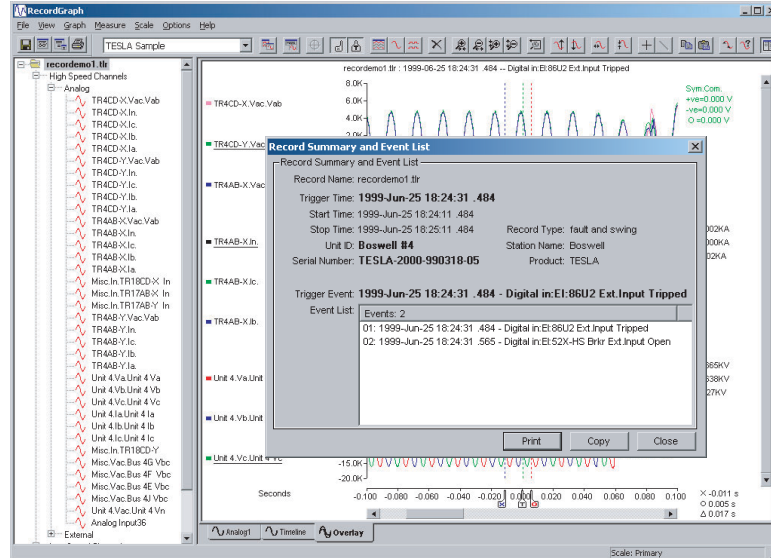 RecordGraph
File View Graph Measure Scale Options Help
TESLA Sample
recordemo1.tlr
High Speed Channels
Analog
TR4CD-X.Vac.Vab
TR4CD-X.In.
TR4CD-X.Ic.
TR4CD-X.Ib.
TR4CD-X.Ia.
TR4CD-Y.Vac.Vab
TR4CD-Y.In.
TR4CD-Y.Ic.
TR4CD-Y.Ib.
TR4CD-Y.Ia.
TR4AB-X.Vac.Vab
TR4AB-X.In.
TR4AB-X.Ic.
TR4AB-X.Ib.
TR4AB-X.Ia.
Misc.In.TR18CD-X In
Misc.In.TR17AB-X In
Misc.In.TR17AB-Y In
TR4AB-Y.Vac.Vab
TR4AB-Y.In.
TR4AB-Y.Ic.
TR4AB-Y.Ib.
TR4AB-Y.Ia.
Unit 4.Va.Unit 4 Va
Unit 4.Vb.Unit 4 Vb
Unit 4.Vc.Unit 4 Vc
Unit 4.Ia.Unit 4 Ia
Unit 4.Ib.Unit 4 Ib
Unit 4.Ic.Unit 4 Ic
Misc.In.TR18CD-Y
Misc.Vac.Bus 4G Vbc
Misc.Vac.Bus 4F Vbc
Misc.Vac.Bus 4E Vbc
Misc.Vac.Bus 4J Vbc
Unit 4.Vac.Unit 4 Vn
Analog Input36
External
recordemo1.tlr : 1999-06-25 18:24:31 .484 -- Digital in:EI:86U2 Ext.Input Tripped
8.0K
6.0K
4.0K
2.0K
Sym.Com.
+ve=0.000 V
-ve=0.000 V
O =0.000 V
TR4CD-X.Vac.Vab
TR4CD-Y.Vac
TR4AB-X.Vac
TR4AB-X.In.
TR4AB-X.Ic.
TR4AB-X.Ib.
Unit 4.Va.Unit
Unit 4.Vb.Unit
Unit 4.Vc.Unit 4 Vc
002KA
000KA
02KA
665KV
638KV
27KV
Record Summary and Event List
Record Summary and Event List
Record Name: recordemo1.tlr
Trigger Time: 1999-Jun-25 18:24:31 .484
Start Time: 1999-Jun-25 18:24:11 .484
Stop Time: 1999-Jun-25 18:25:11 .484 Record Type: fault and swing
Unit ID: Boswell #4 Station Name: Boswell
Serial Number: TESLA-2000-990318-05 Product: TESLA
Trigger Event: 1999-Jun-25 18:24:31 .484 - Digital in:EI:86U2 Ext.Input Tripped
Event List: Events: 2
01: 1999-Jun-25 18:24:31 .484 - Digital in:EI:86U2 Ext.Input Tripped
02: 1999-Jun-25 18:24:31 .565 - Digital in:EI:52X-HS Brkr Ext.Input Open
Print Copy Close
-15.0K
-20.0K
Seconds -0.100 -0.080 -0.060 -0.040 -0.020 0.000 0.020 0.040 0.060 0.080 0.100
X -0.011 s
O 0.005 s
Δ 0.017 s
Analog1 Timeline Overlay
Scale: Primary